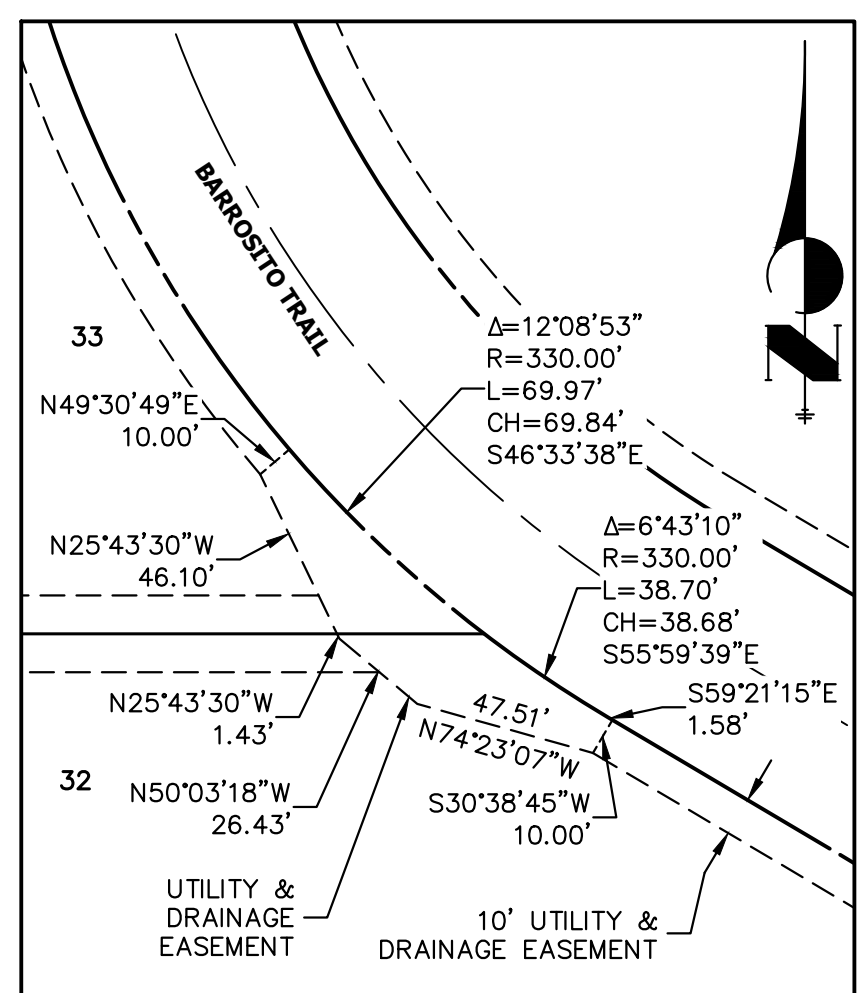 BARROSITO TRAIL
Δ=12°08'53"
R=330.00'
L=69.97'
CH=69.84'
S46°33'38"E
33
N49°30'49"E
10.00'
N25°43'30"W
46.10'
Δ=6°43'10"
R=330.00'
L=38.70'
CH=38.68'
S55°59'39"E
S59°21'15"E
1.58'
47.51'
N74°23'07"W
N25°43'30"W
1.43'
32
N50°03'18"W
26.43'
S30°38'45"W
10.00'
UTILITY &
DRAINAGE
EASEMENT
10' UTILITY &
DRAINAGE EASEMENT
N